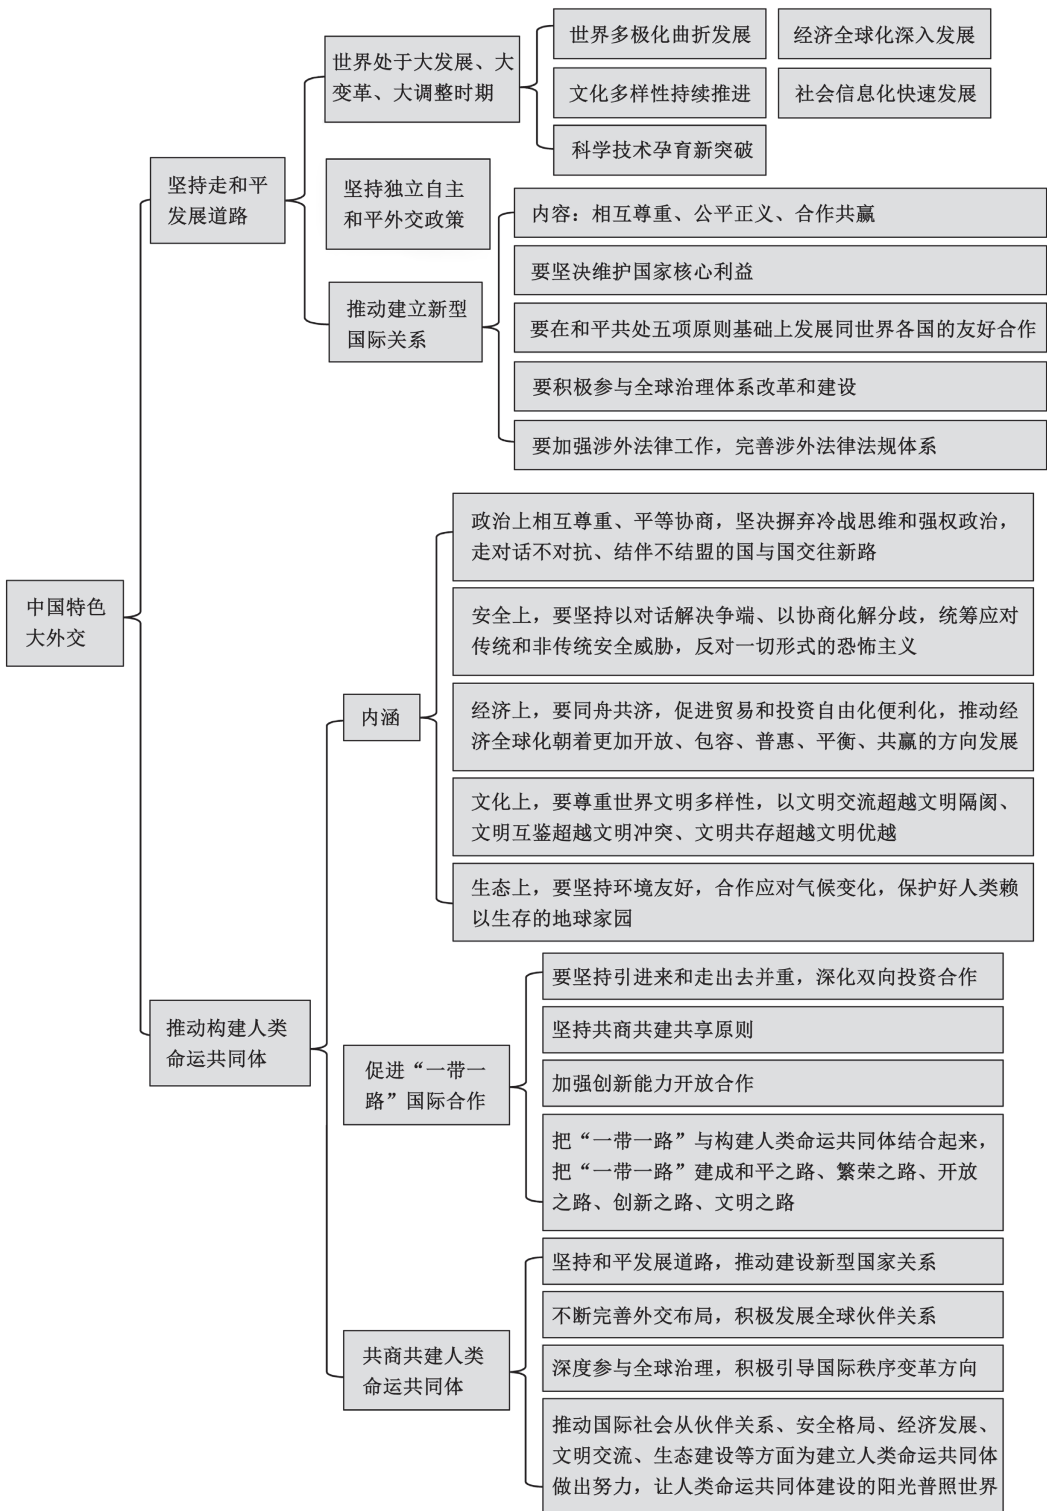 中国特色
大外交
坚持走和平
发展道路
世界处于大发展、大
变革、大调整时期
世界多极化曲折发展
经济全球化深入发展
文化多样性持续推进
社会信息化快速发展
科学技术孕育新突破
坚持独立自主
和平外交政策
推动建立新型
国际关系
内容：相互尊重、公平正义、合作共赢
要坚决维护国家核心利益
要在和平共处五项原则基础上发展同世界各国的友好合作
要积极参与全球治理体系改革和建设
要加强涉外法律工作，完善涉外法律法规体系
推动构建人类
命运共同体
内涵
政治上相互尊重、平等协商，坚决摒弃冷战思维和强权政治，
走对话不对抗、结伴不结盟的国与国交往新路
安全上，要坚持以对话解决争端、以协商化解分歧，统筹应对
传统和非传统安全威胁，反对一切形式的恐怖主义
经济上，要同舟共济，促进贸易和投资自由化便利化，推动经
济全球化朝着更加开放、包容、普惠、平衡、共赢的方向发展
文化上，要尊重世界文明多样性，以文明交流超越文明隔阂、
文明互鉴超越文明冲突、文明共存超越文明优越
生态上，要坚持环境友好，合作应对气候变化，保护好人类赖
以生存的地球家园
促进“一带一
路”国际合作
要坚持引进来和走出去并重，深化双向投资合作
坚持共商共建共享原则
加强创新能力开放合作
把“一带一路”与构建人类命运共同体结合起来，
把“一带一路”建成和平之路、繁荣之路、开放
之路、创新之路、文明之路
共商共建人类
命运共同体
坚持和平发展道路，推动建设新型国家关系
不断完善外交布局，积极发展全球伙伴关系
深度参与全球治理，积极引导国际秩序变革方向
推动国际社会从伙伴关系、安全格局、经济发展、
文明交流、生态建设等方面为建立人类命运共同体
做出努力，让人类命运共同体建设的阳光普照世界